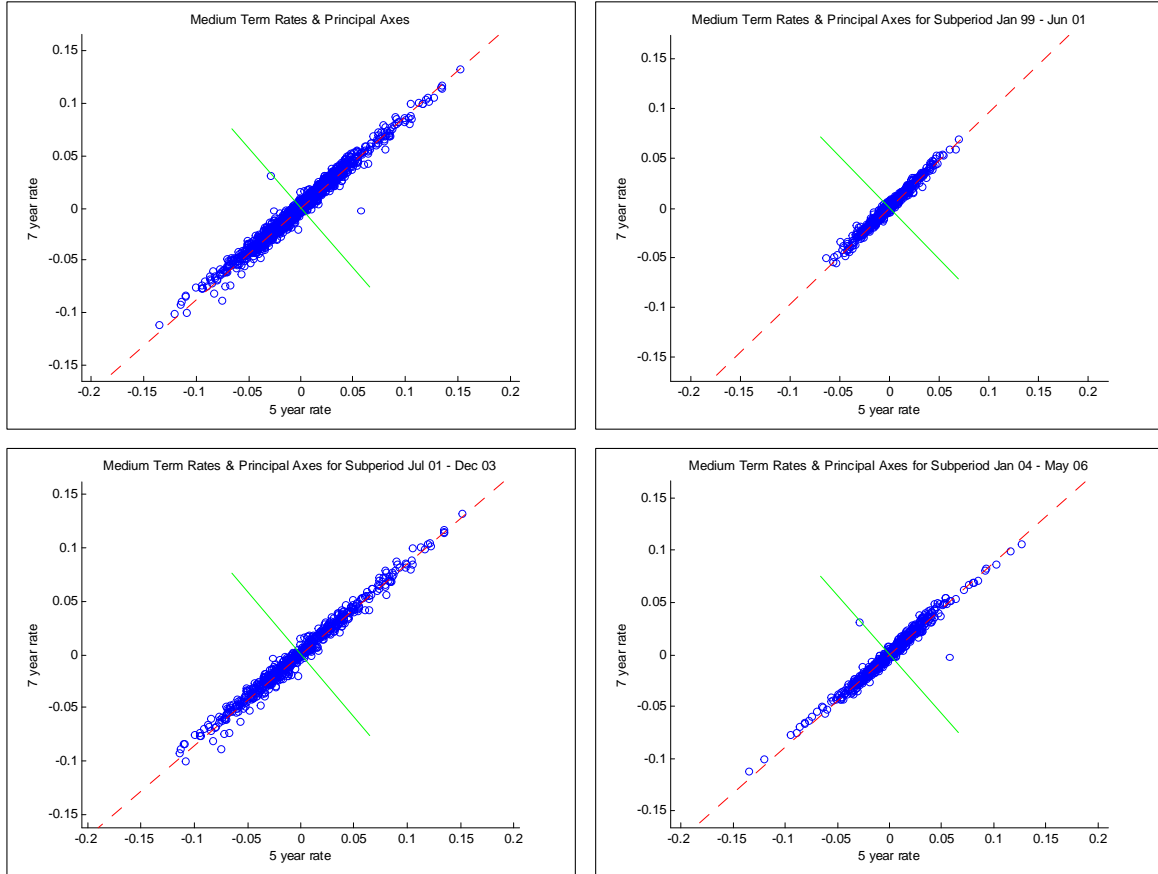 Medium Term Rates & Principal Axes
0.15
0.1
0.05
0
-0.05
-0.1
-0.15
7 year rate
-0.2 -0.15 -0.1 -0.05 0 0.05 0.1 0.15 0.2
5 year rate
Medium Term Rates & Principal Axes for Subperiod Jan 99 - Jun 01
0.15
0.1
0.05
0
-0.05
-0.1
-0.15
7 year rate
-0.2 -0.15 -0.1 -0.05 0 0.05 0.1 0.15 0.2
5 year rate
Medium Term Rates & Principal Axes for Subperiod Jul 01 - Dec 03
0.15
0.1
0.05
0
-0.05
-0.1
-0.15
7 year rate
-0.2 -0.15 -0.1 -0.05 0 0.05 0.1 0.15 0.2
5 year rate
Medium Term Rates & Principal Axes for Subperiod Jan 04 - May 06
0.15
0.1
0.05
0
-0.05
-0.1
-0.15
7 year rate
-0.2 -0.15 -0.1 -0.05 0 0.05 0.1 0.15 0.2
5 year rate